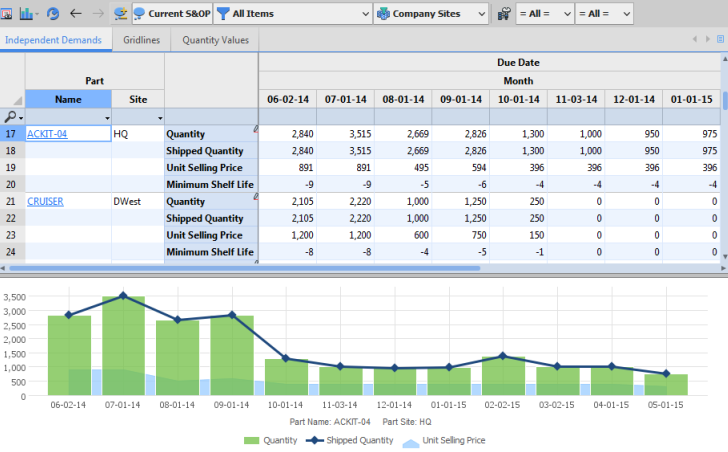 Current S&OP All Items Company Sites = All = = All =
Independent Demands Gridlines Quantity Values
Due Date
Part Month
Name Site 06-02-14 07-01-14 08-01-14 09-01-14 10-01-14 11-03-14 12-01-14 01-01-15
17 ACKIT-04 HQ Quantity 2,840 3,515 2,669 2,826 1,300 1,000 950 975
18 Shipped Quantity 2,840 3,515 2,669 2,826 1,300 1,000 950 975
19 Unit Selling Price 891 891 495 594 396 396 396 396
20 Minimum Shelf Life -9 -9 -5 -6 -4 -4 -4 -4
21 CRUISER DWest Quantity 2,105 2,220 1,000 1,250 250 0 0 0
22 Shipped Quantity 2,105 2,220 1,000 1,250 250 0 0 0
23 Unit Selling Price 1,200 1,200 600 750 150 0 0 0
24 Minimum Shelf Life -8 -8 -4 -5 -1 0 0 0
3,500
3,000
2,500
2,000
1,500
1,000
500
0
06-02-14 07-01-14 08-01-14 09-01-14 10-01-14 11-03-14 12-01-14 01-01-15 02-02-15 03-02-15 04-01-15 05-01-15
Part Name: ACKIT-04 Part Site: HQ
Quantity Shipped Quantity Unit Selling Price